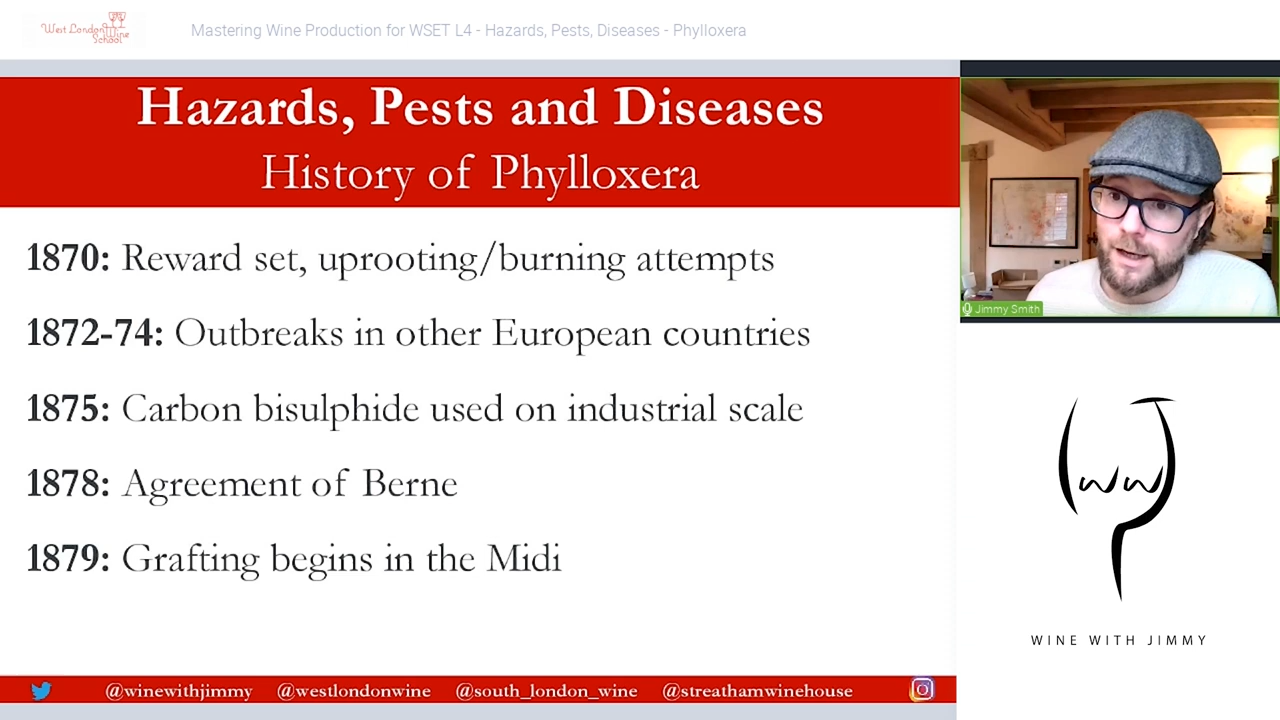 West London Wine
School
Mastering Wine Production for WSET L4 - Hazards, Pests, Diseases - Phylloxera
Hazards, Pests and Diseases
History of Phylloxera
1870: Reward set, uprooting/burning attempts
1872-74: Outbreaks in other European countries
1875: Carbon bisulphide used on industrial scale
1878: Agreement of Berne
1879: Grafting begins in the Midi
@winewithjimmy @westlondonwine @south_london_wine @streathamwinehouse
Jimmy Smith
WW
WINE WITH JIMMY